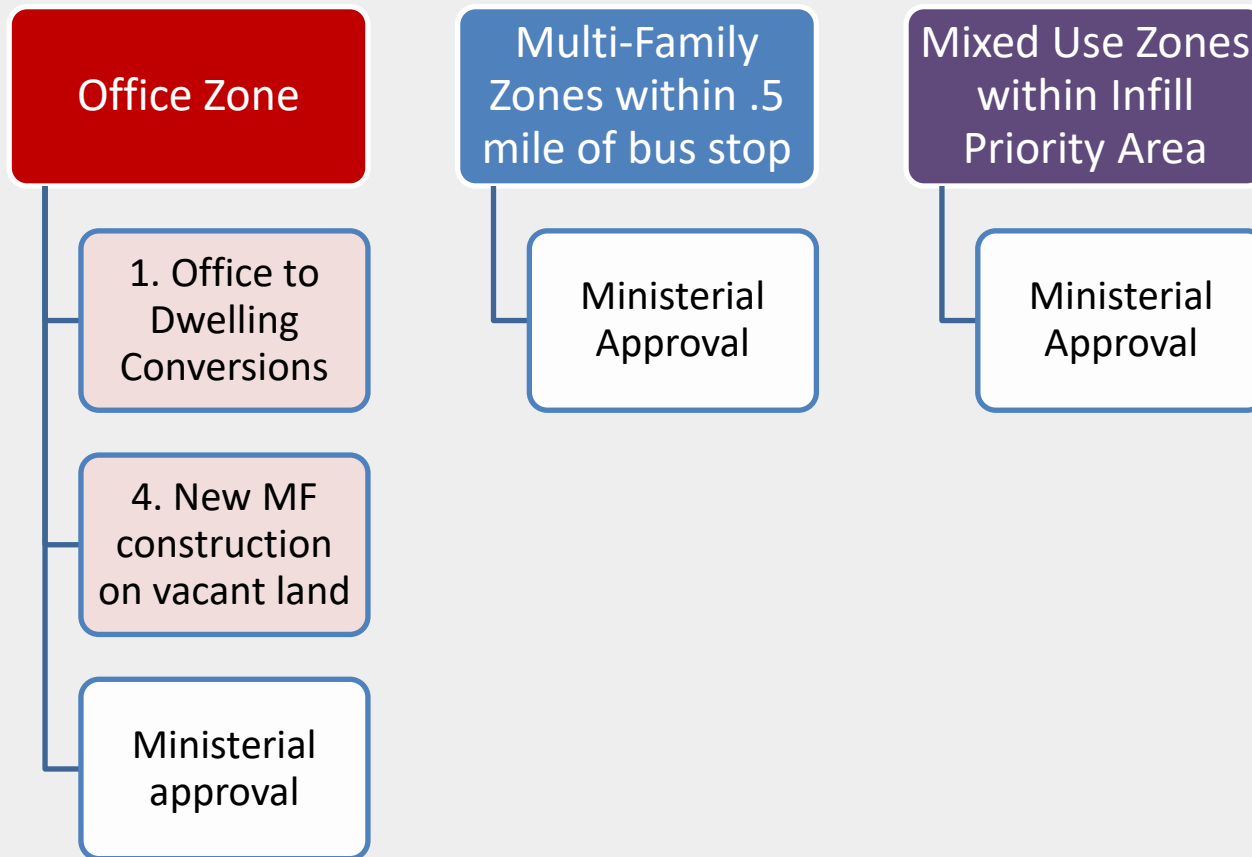 Office Zone
1. Office to
Dwelling
Conversions
4. New MF
construction
on vacant land
Ministerial
approval
Multi-Family
Zones within .5
mile of bus stop
Ministerial
Approval
Mixed Use Zones
within Infill
Priority Area
Ministerial
Approval